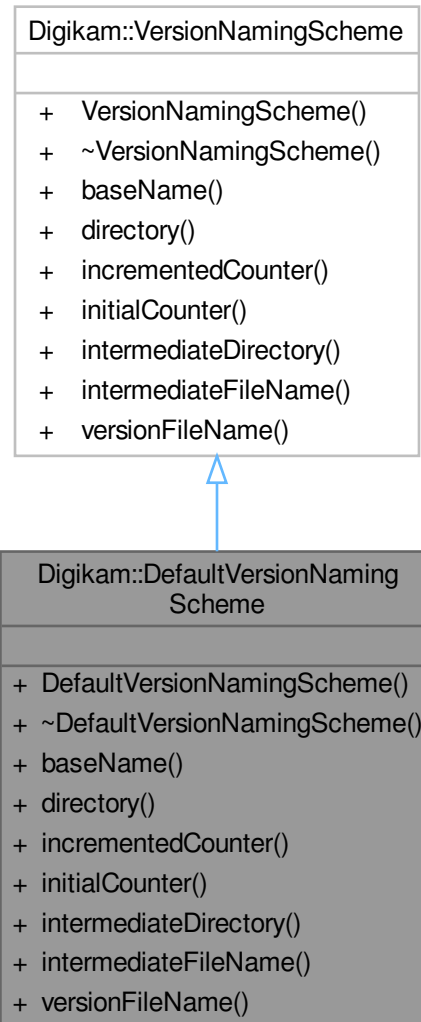 Digikam::VersionNamingScheme
+ VersionNamingScheme()
+ ~VersionNamingScheme()
+ baseName()
+ directory()
+ incrementedCounter()
+ initialCounter()
+ intermediateDirectory()
+ intermediateFileName()
+ versionFileName()
Digikam::DefaultVersionNaming
Scheme
+ DefaultVersionNamingScheme()
+ ~DefaultVersionNamingScheme()
+ baseName()
+ directory()
+ incrementedCounter()
+ initialCounter()
+ intermediateDirectory()
+ intermediateFileName()
+ versionFileName()